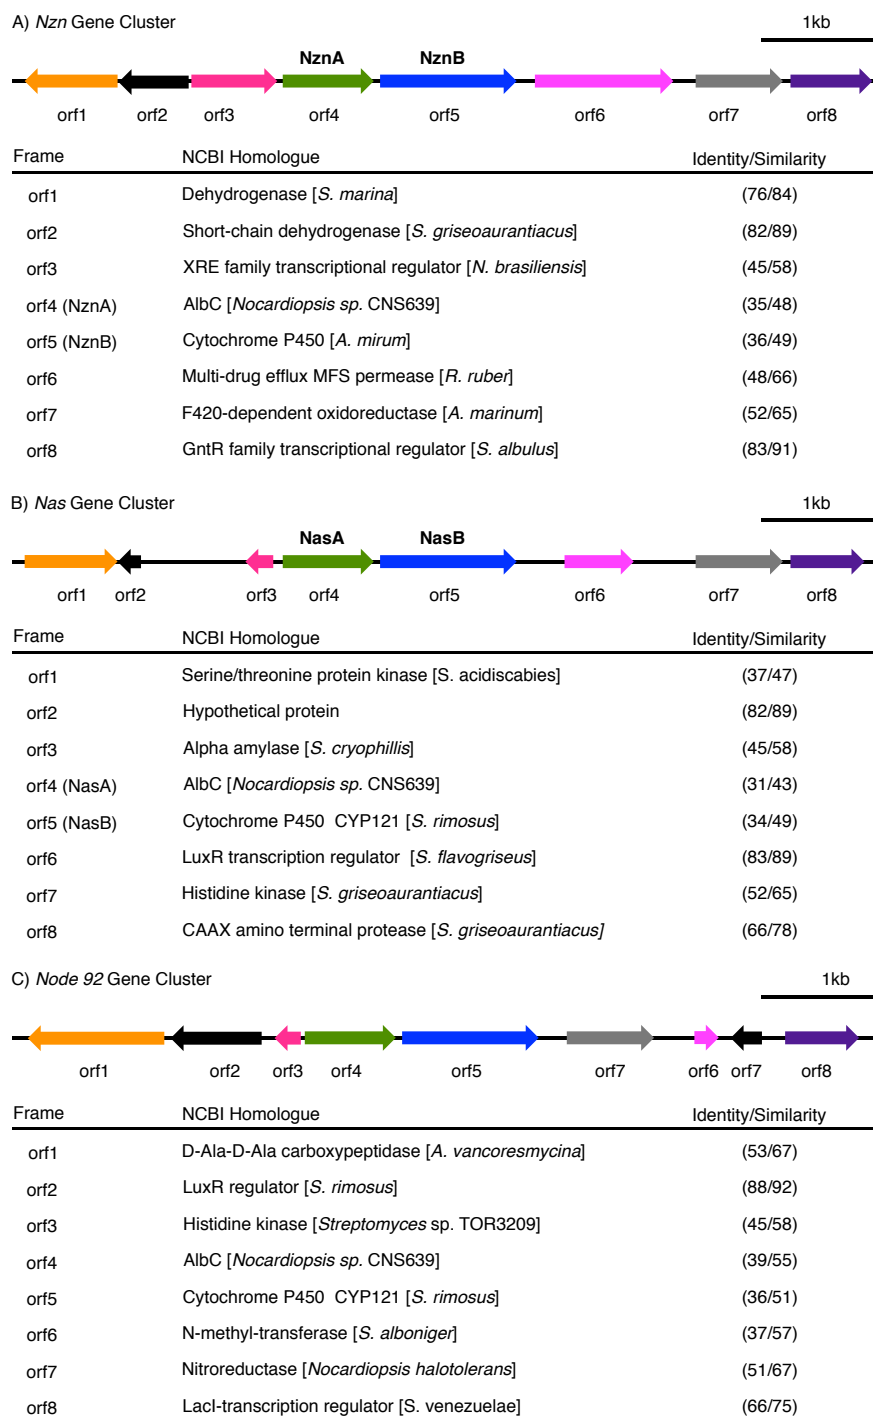 A) Nzn Gene Cluster 1kb
NznA NznB
orf1 orf2 orf3 orf4 orf5 orf6 orf7 orf8
Frame NCBI Homologue Identity/Similarity
orf1 Dehydrogenase [S. marina] (76/84)
orf2 Short-chain dehydrogenase [S. griseoaurantiacus] (82/89)
orf3 XRE family transcriptional regulator [N. brasiliensis] (45/58)
orf4 (NznA) AlbC [Nocardiopsis sp. CNS639] (35/48)
orf5 (NznB) Cytochrome P450 [A. mirum] (36/49)
orf6 Multi-drug efflux MFS permease [R. ruber] (48/66)
orf7 F420-dependent oxidoreductase [A. marinum] (52/65)
orf8 GntR family transcriptional regulator [S. albulus] (83/91)
B) Nas Gene Cluster 1kb
NasA NasB
orf1 orf2 orf3 orf4 orf5 orf6 orf7 orf8
Frame NCBI Homologue Identity/Similarity
orf1 Serine/threonine protein kinase [S. acidiscabies] (37/47)
orf2 Hypothetical protein (82/89)
orf3 Alpha amylase [S. cryophillis] (45/58)
orf4 (NasA) AlbC [Nocardiopsis sp. CNS639] (31/43)
orf5 (NasB) Cytochrome P450 CYP121 [S. rimosus] (34/49)
orf6 LuxR transcription regulator [S. flavogriseus] (83/89)
orf7 Histidine kinase [S. griseoaurantiacus] (52/65)
orf8 CAAX amino terminal protease [S. griseoaurantiacus] (66/78)
C) Node 92 Gene Cluster 1kb
orf1 orf2 orf3 orf4 orf5 orf7 orf6 orf7 orf8
Frame NCBI Homologue Identity/Similarity
orf1 D-Ala-D-Ala carboxypeptidase [A. vancoresmycina] (53/67)
orf2 LuxR regulator [S. rimosus] (88/92)
orf3 Histidine kinase [Streptomyces sp. TOR3209] (45/58)
orf4 AlbC [Nocardiopsis sp. CNS639] (39/55)
orf5 Cytochrome P450 CYP121 [S. rimosus] (36/51)
orf6 N-methyl-transferase [S. alboniger] (37/57)
orf7 Nitroreductase [Nocardiopsis halotolerans] (51/67)
orf8 LacI-transcription regulator [S. venezuelae] (66/75)